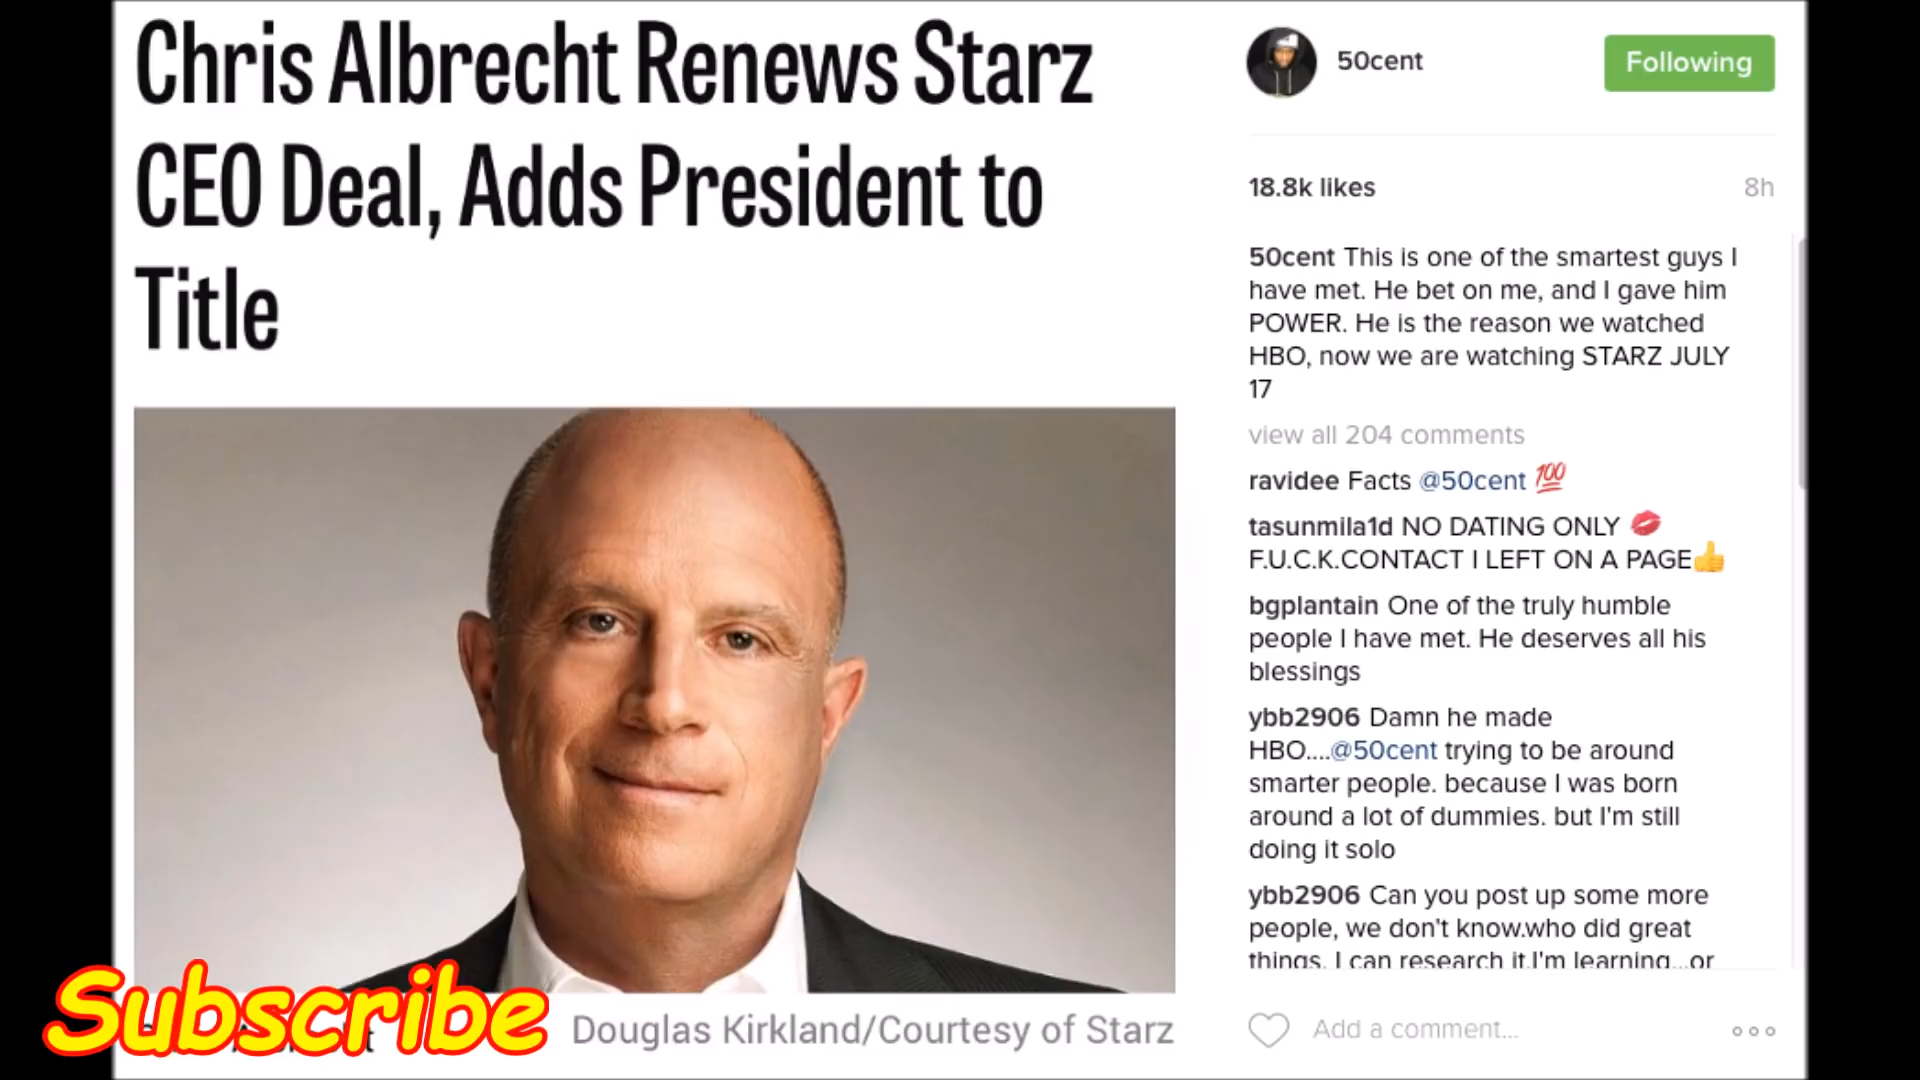 Chris Albrecht Renews Starz
CEO Deal, Adds President to
Title
50cent
Following
18.8k likes
8h
50cent This is one of the smartest guys I
have met. He bet on me, and I gave him
POWER. He is the reason we watched
HBO, now we are watching STARZ JULY
17
view all 204 comments
ravidee Facts @50cent 💯
tasunmila1d NO DATING ONLY 💋
F.U.C.K.CONTACT I LEFT ON A PAGE👍
bgplantain One of the truly humble
people I have met. He deserves all his
blessings
ybb2906 Damn he made
HBO....@50cent trying to be around
smarter people. because I was born
around a lot of dummies. but I'm still
doing it solo
ybb2906 Can you post up some more
people, we don't know.who did great
things. I can research it.I'm learning...or
Subscribe
Douglas Kirkland/Courtesy of Starz
Add a comment...